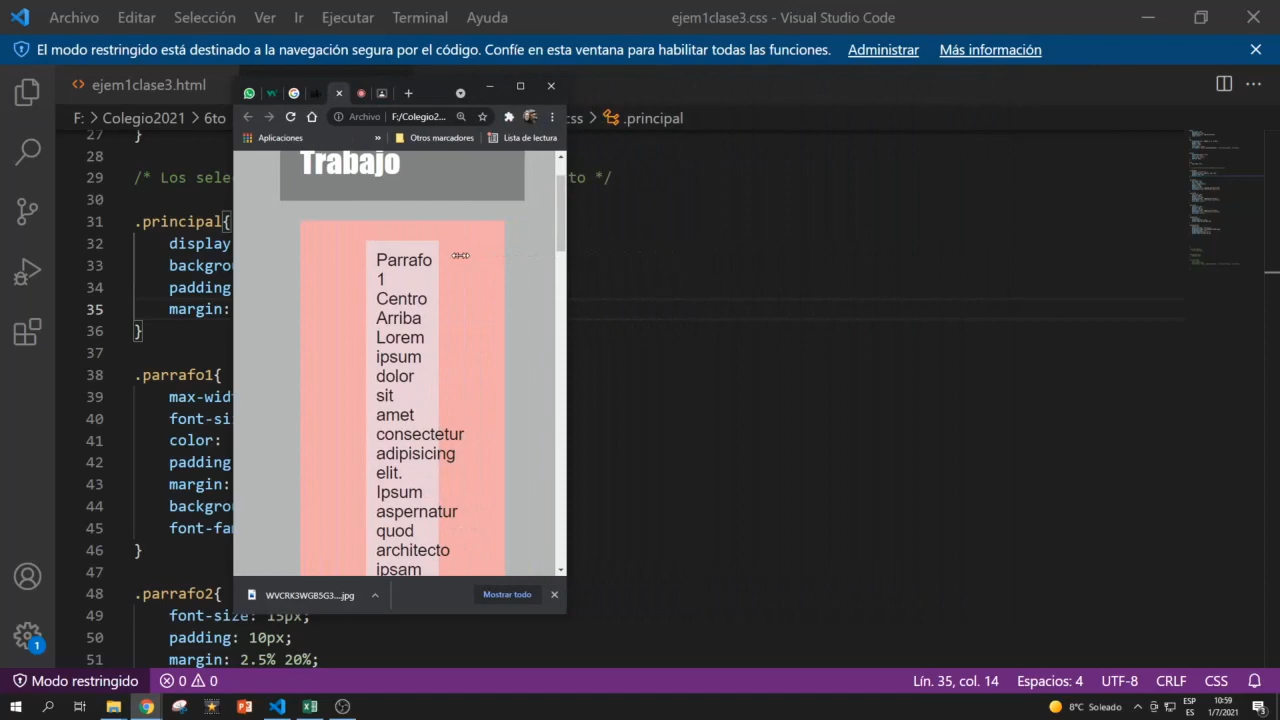 Archivo Editar Selección Ver Ir Ejecutar Terminal Ayuda ejem1clase3.css - Visual Studio Code
El modo restringido está destinado a la navegación segura por el código. Confíe en esta ventana para habilitar todas las funciones. Administrar Más información
ejem1clase3.html
F: > Colegio2021 > 6to
css > .principal
Archivo F:/Colegio2...
Aplicaciones » Otros marcadores Lista de lectura
Trabajo
Parrafo
1
Centro
Arriba
Lorem
ipsum
dolor
sit
amet
consectetur
adipisicing
elit.
Ipsum
aspernatur
quod
architecto
ipsam
WVCRK3WGB5G3....jpg Mostrar todo
27 }
28
29 /* Los sele to */
30
31 .principal{
32 display
33 backgro
34 padding
35 margin:
36 }
37
38 .parrafo1{
39 max-wid
40 font-si
41 color:
42 padding
43 margin:
44 backgro
45 font-fa
46 }
47
48 .parrafo2{
49 font-size: 15px;
50 padding: 10px;
51 margin: 2.5% 20%;
1
Modo restringido 0 0 Lín. 35, col. 14 Espacios: 4 UTF-8 CRLF CSS
8°C Soleado ESP ES 10:59 1/7/2021 3